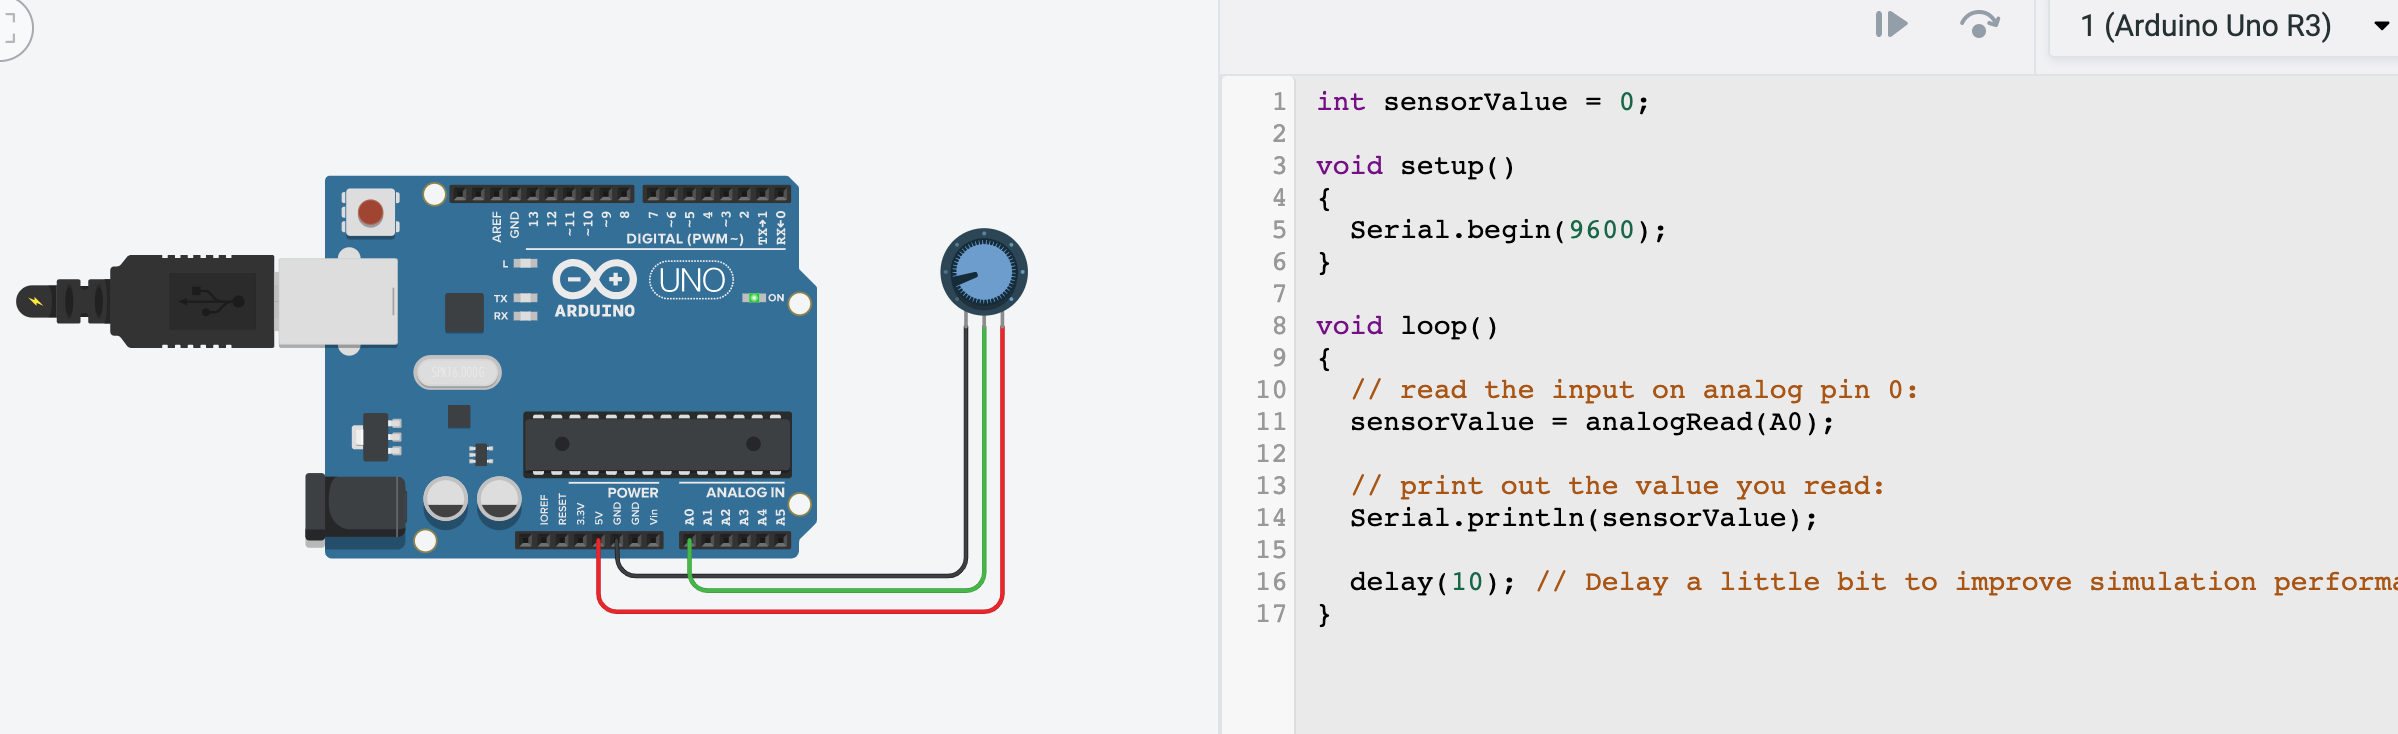 1 (Arduino Uno R3)
AREF
GND
13
12
~11
~10
~9
8
7
~6
~5
4
~3
2
TX→1
RX←0
DIGITAL (PWM~)
L
TX
RX
UNO
ON
ARDUINO
SPK16.000G
POWER
ANALOG IN
IOREF
RESET
3.3V
5V
GND
GND
Vin
A0
A1
A2
A3
A4
A5
1 int sensorValue = 0;
2
3 void setup()
4 {
5 Serial.begin(9600);
6 }
7
8 void loop()
9 {
10 // read the input on analog pin 0:
11 sensorValue = analogRead(A0);
12
13 // print out the value you read:
14 Serial.println(sensorValue);
15
16 delay(10); // Delay a little bit to improve simulation performa
17 }